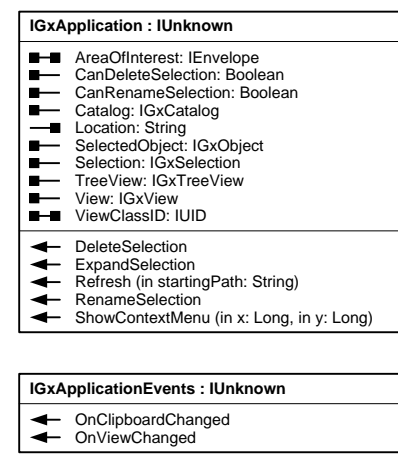 IGxApplication : IUnknown
AreaOfInterest: IEnvelope
CanDeleteSelection: Boolean
CanRenameSelection: Boolean
Catalog: IGxCatalog
Location: String
SelectedObject: IGxObject
Selection: IGxSelection
TreeView: IGxTreeView
View: IGxView
ViewClassID: IUID
DeleteSelection
ExpandSelection
Refresh (in startingPath: String)
RenameSelection
ShowContextMenu (in x: Long, in y: Long)
IGxApplicationEvents : IUnknown
OnClipboardChanged
OnViewChanged